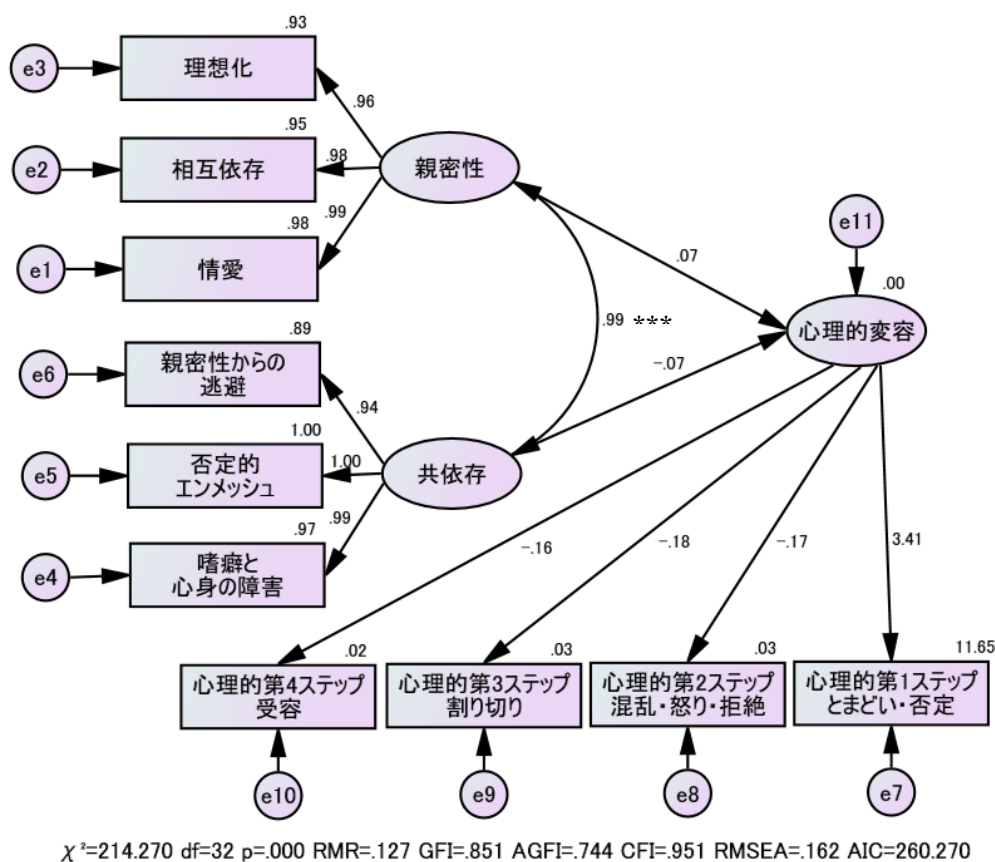 .93
e3
理想化
.96
.95
e2
相互依存
.98
親密性
.99
.98
e1
情愛
e11
.07
.00
心理的変容
.99 ***
.89
e6
親密性からの
逃避
.94
-.07
1.00
e5
否定的
エンメッシュ
1.00
共依存
.99
.97
e4
嗜癖と
心身の障害
-.16
-.18
-.17
3.41
.02
心理的第4ステップ
受容
.03
心理的第3ステップ
割り切り
.03
心理的第2ステップ
混乱・怒り・拒絶
11.65
心理的第1ステップ
とまどい・否定
e10
e9
e8
e7
χ²=214.270 df=32 p=.000 RMR=.127 GFI=.851 AGFI=.744 CFI=.951 RMSEA=.162 AIC=260.270